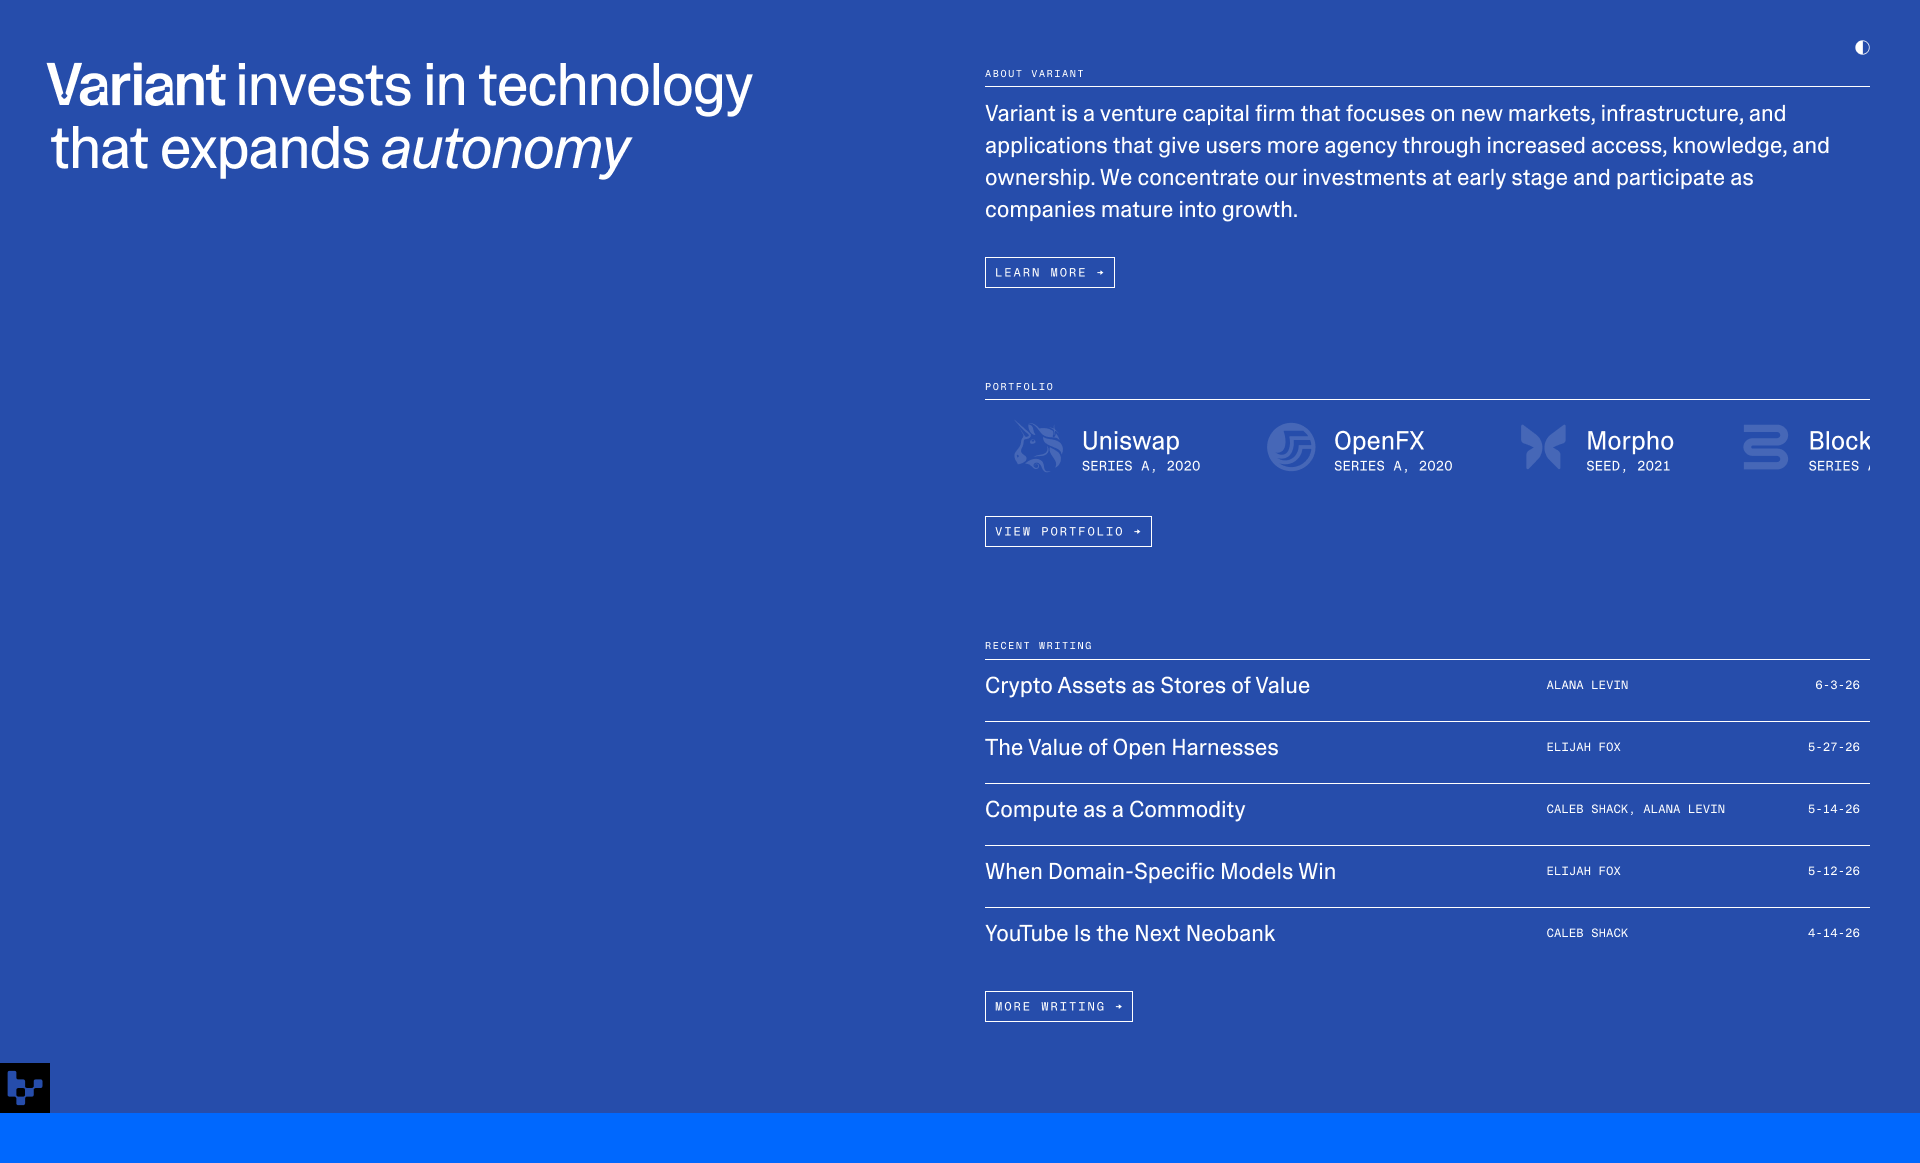 Variant invests in technology
that expands autonomy
ABOUT VARIANT
Variant is a venture capital firm that focuses on new markets, infrastructure, and
applications that give users more agency through increased access, knowledge, and
ownership. We concentrate our investments at early stage and participate as
companies mature into growth.
LEARN MORE →
PORTFOLIO
Uniswap
SERIES A, 2020
OpenFX
SERIES A, 2020
Morpho
SEED, 2021
Block
SERIES
VIEW PORTFOLIO →
RECENT WRITING
Crypto Assets as Stores of Value ALANA LEVIN 6-3-26
The Value of Open Harnesses ELIJAH FOX 5-27-26
Compute as a Commodity CALEB SHACK, ALANA LEVIN 5-14-26
When Domain-Specific Models Win ELIJAH FOX 5-12-26
YouTube Is the Next Neobank CALEB SHACK 4-14-26
MORE WRITING →